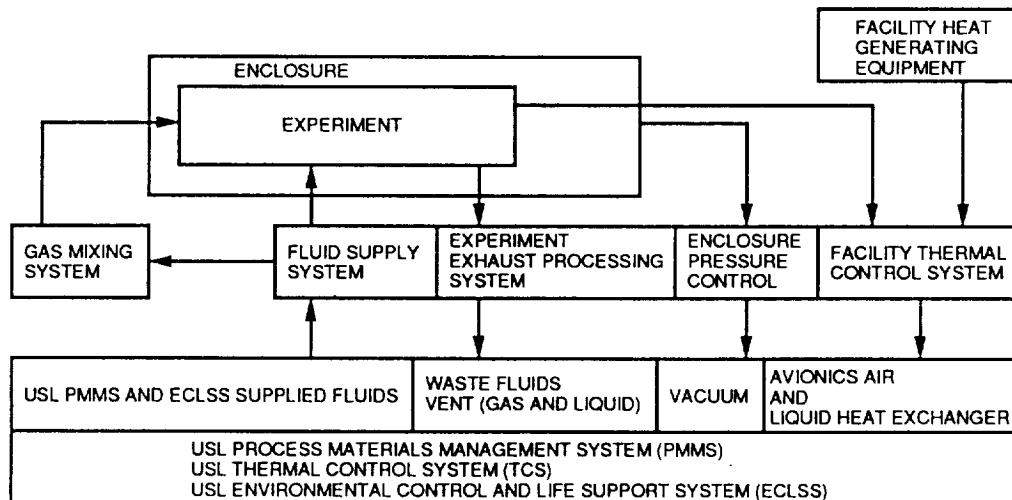 FACILITY HEAT
GENERATING
EQUIPMENT
ENCLOSURE
EXPERIMENT
GAS MIXING
SYSTEM
FLUID SUPPLY
SYSTEM
EXPERIMENT
EXHAUST PROCESSING
SYSTEM
ENCLOSURE
PRESSURE
CONTROL
FACILITY THERMAL
CONTROL SYSTEM
USL PMMS AND ECLSS SUPPLIED FLUIDS
WASTE FLUIDS
VENT (GAS AND LIQUID)
VACUUM
AVIONICS AIR
AND
LIQUID HEAT EXCHANGER
USL PROCESS MATERIALS MANAGEMENT SYSTEM (PMMS)
USL THERMAL CONTROL SYSTEM (TCS)
USL ENVIRONMENTAL CONTROL AND LIFE SUPPORT SYSTEM (ECLSS)